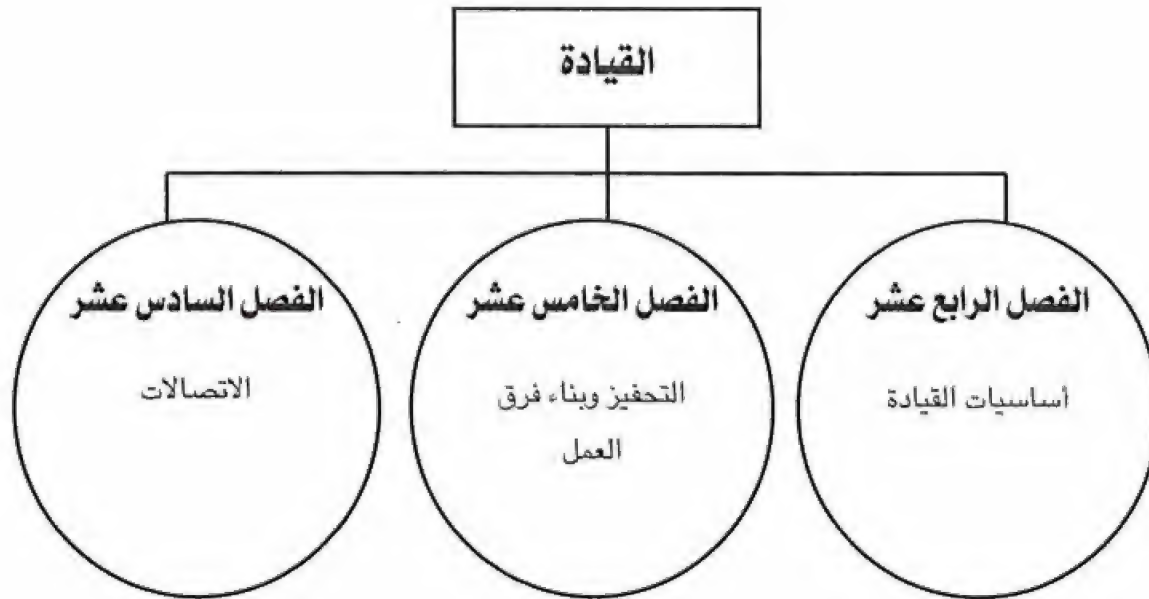 القيادة
الفصل الرابع عشر
أساسيات القيادة
الفصل الخامس عشر
التحفيز وبناء فرق
العمل
الفصل السادس عشر
الاتصالات